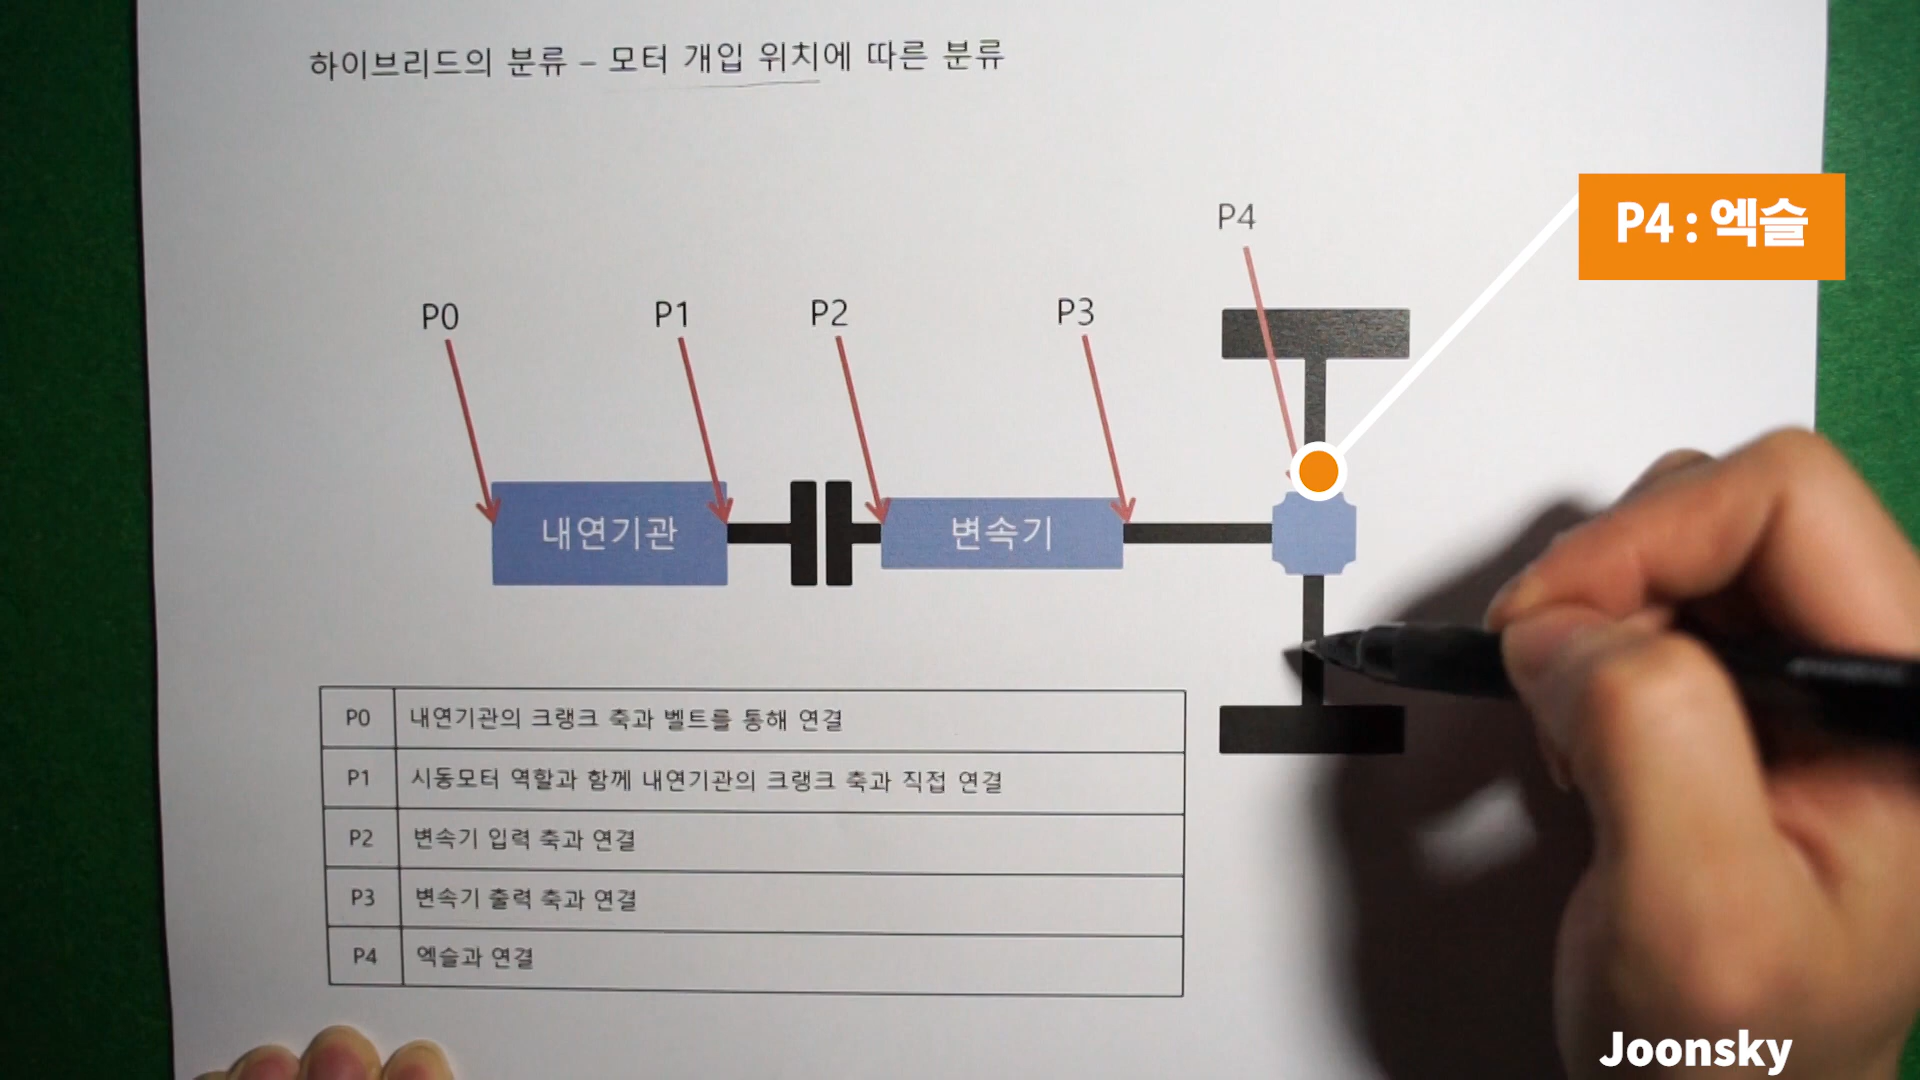 하이브리드의 분류 – 모터 개입 위치에 따른 분류
P4 : 엑슬
P4
P0
P1
P2
P3
내연기관
변속기
P0 내연기관의 크랭크 축과 벨트를 통해 연결
P1 시동모터 역할과 함께 내연기관의 크랭크 축과 직접 연결
P2 변속기 입력 축과 연결
P3 변속기 출력 축과 연결
P4 엑슬과 연결
Joonsky